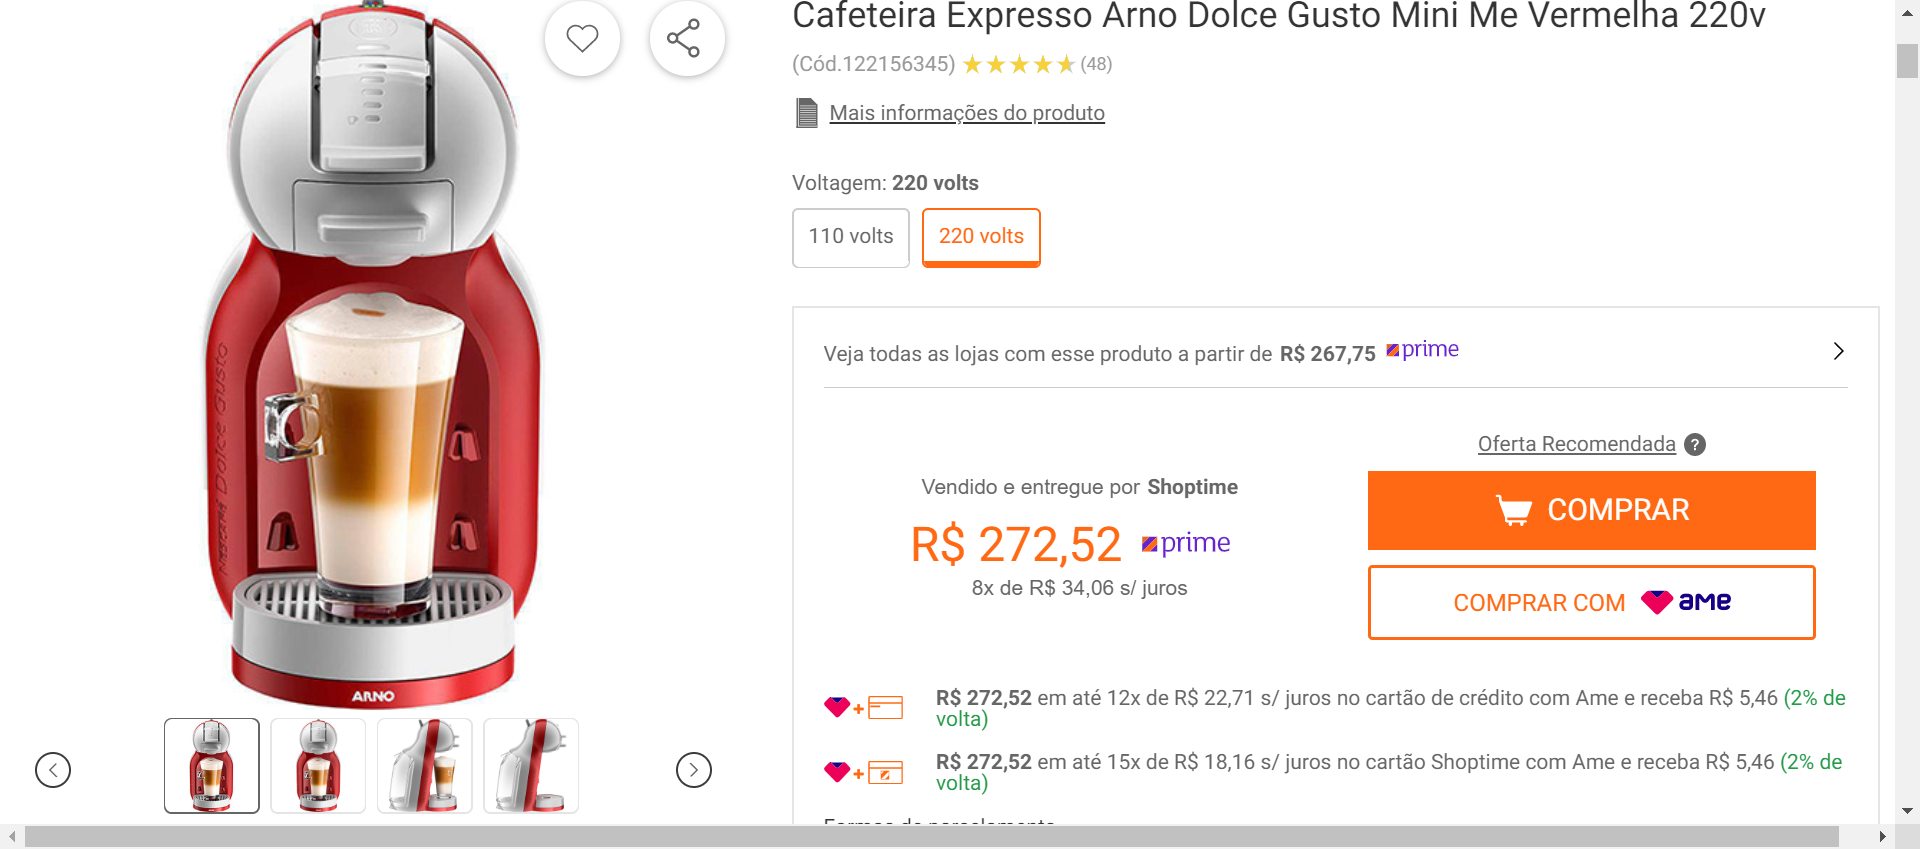 Cafeteira Expresso Arno Dolce Gusto Mini Me Vermelha 220v
(Cód.122156345) (48)
Mais informações do produto
Voltagem: 220 volts
110 volts
220 volts
Veja todas as lojas com esse produto a partir de R$ 267,75 prime
Oferta Recomendada ?
Vendido e entregue por Shoptime
R$ 272,52 prime
8x de R$ 34,06 s/ juros
COMPRAR
COMPRAR COM ame
R$ 272,52 em até 12x de R$ 22,71 s/ juros no cartão de crédito com Ame e receba R$ 5,46 (2% de
volta)
R$ 272,52 em até 15x de R$ 18,16 s/ juros no cartão Shoptime com Ame e receba R$ 5,46 (2% de
volta)
Formas de parcelamento
Nescafé Dolce Gusto
ARNO